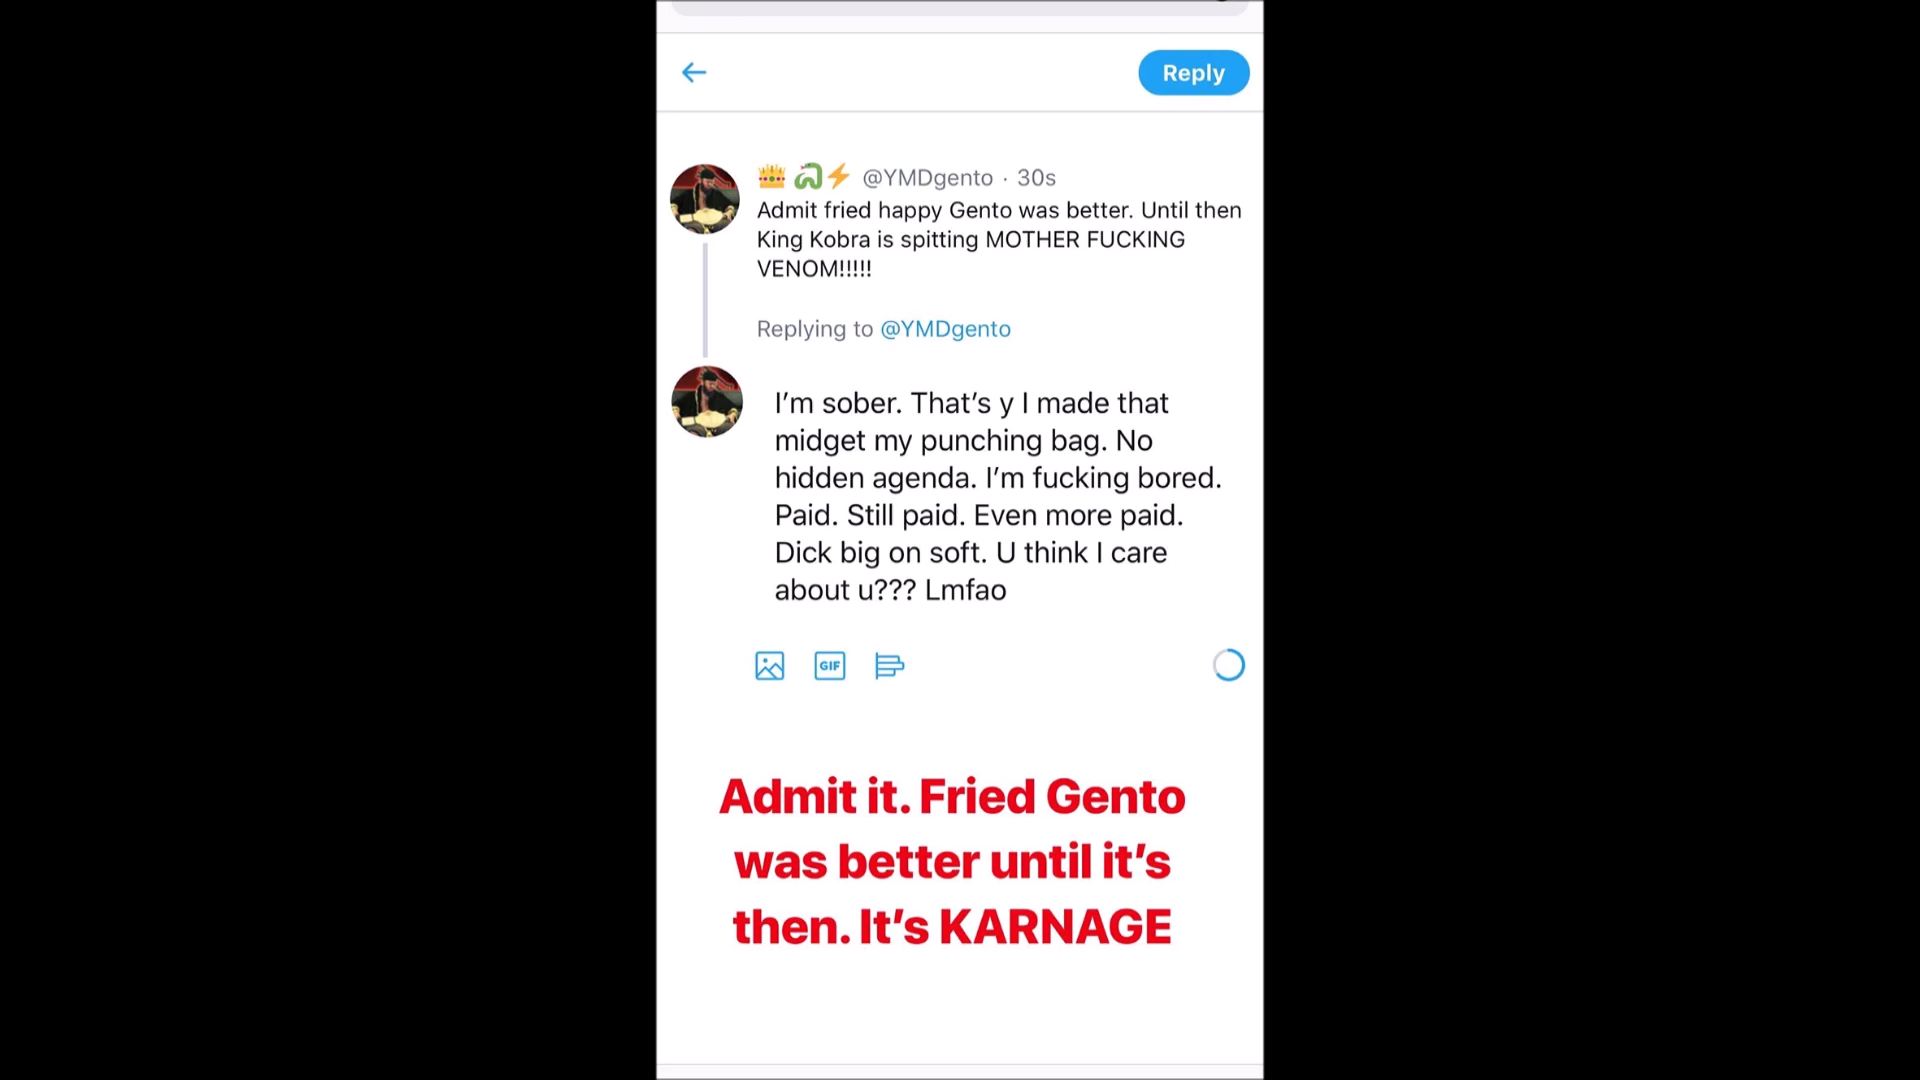 Reply
👑 🐍⚡ @YMDgento · 30s
Admit fried happy Gento was better. Until then
King Kobra is spitting MOTHER FUCKING
VENOM!!!!!
Replying to @YMDgento
I’m sober. That’s y I made that
midget my punching bag. No
hidden agenda. I’m fucking bored.
Paid. Still paid. Even more paid.
Dick big on soft. U think I care
about u??? Lmfao
GIF
Admit it. Fried Gento
was better until it’s
then. It’s KARNAGE